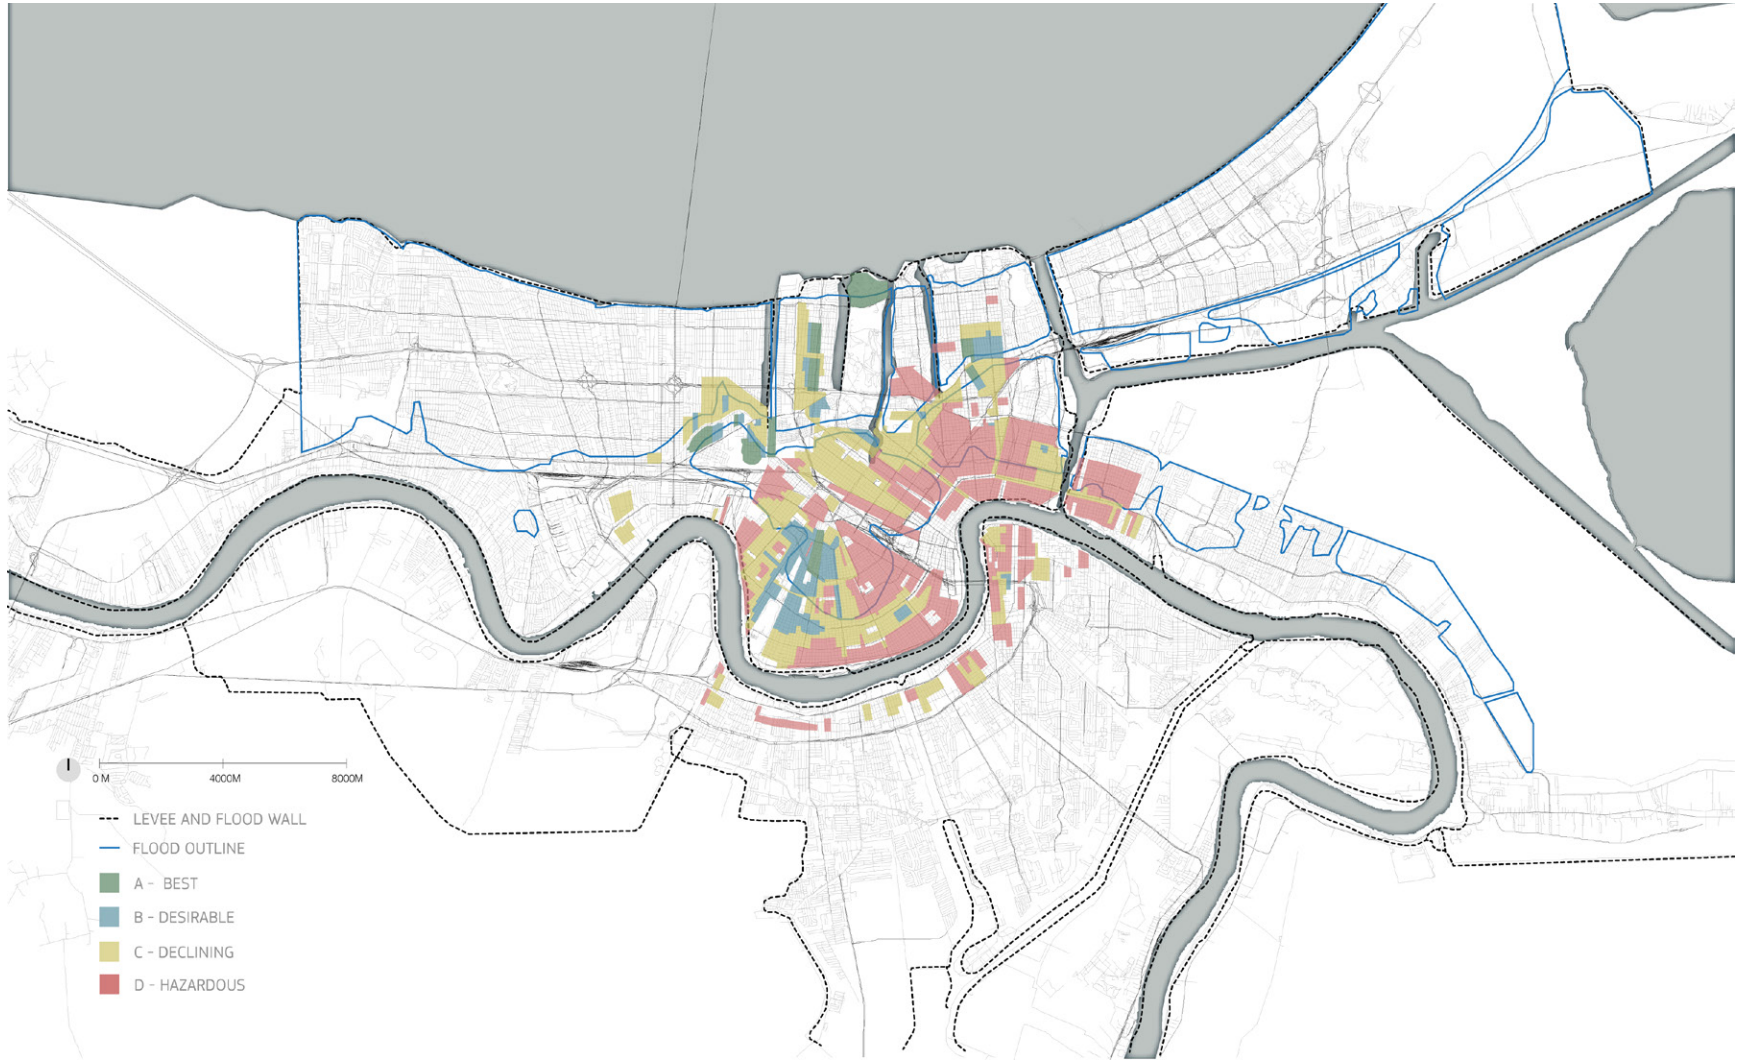 0 M 4000M 8000M
LEVEE AND FLOOD WALL
FLOOD OUTLINE
A - BEST
B - DESIRABLE
C - DECLINING
D - HAZARDOUS